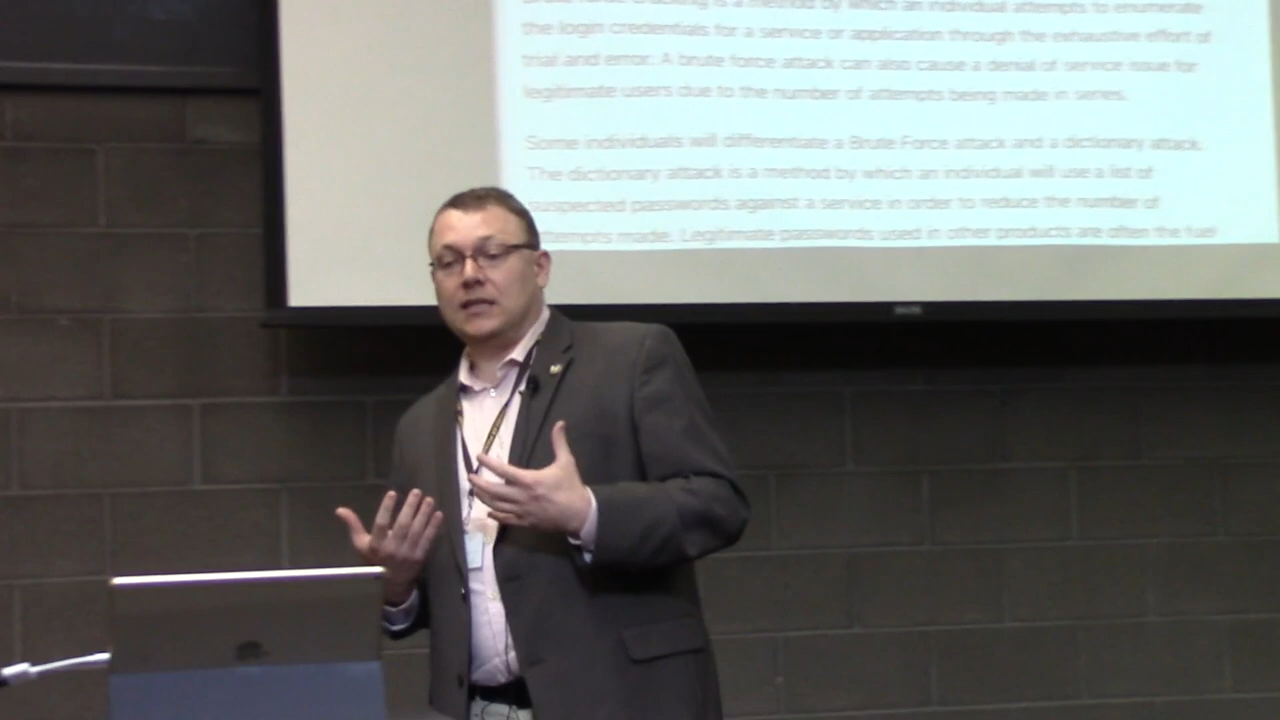 Brute Force Cracking is a method by which an individual attempts to enumerate
the login credentials for a service or application through the exhaustive effort of
trial and error. A brute force attack can also cause a denial of service issue for
legitimate users due to the number of attempts being made in series.
Some individuals will differentiate a Brute Force attack and a dictionary attack.
The dictionary attack is a method by which an individual will use a list of
suspected passwords against a service in order to reduce the number of
attempts made. Legitimate passwords used in other products are often the fuel